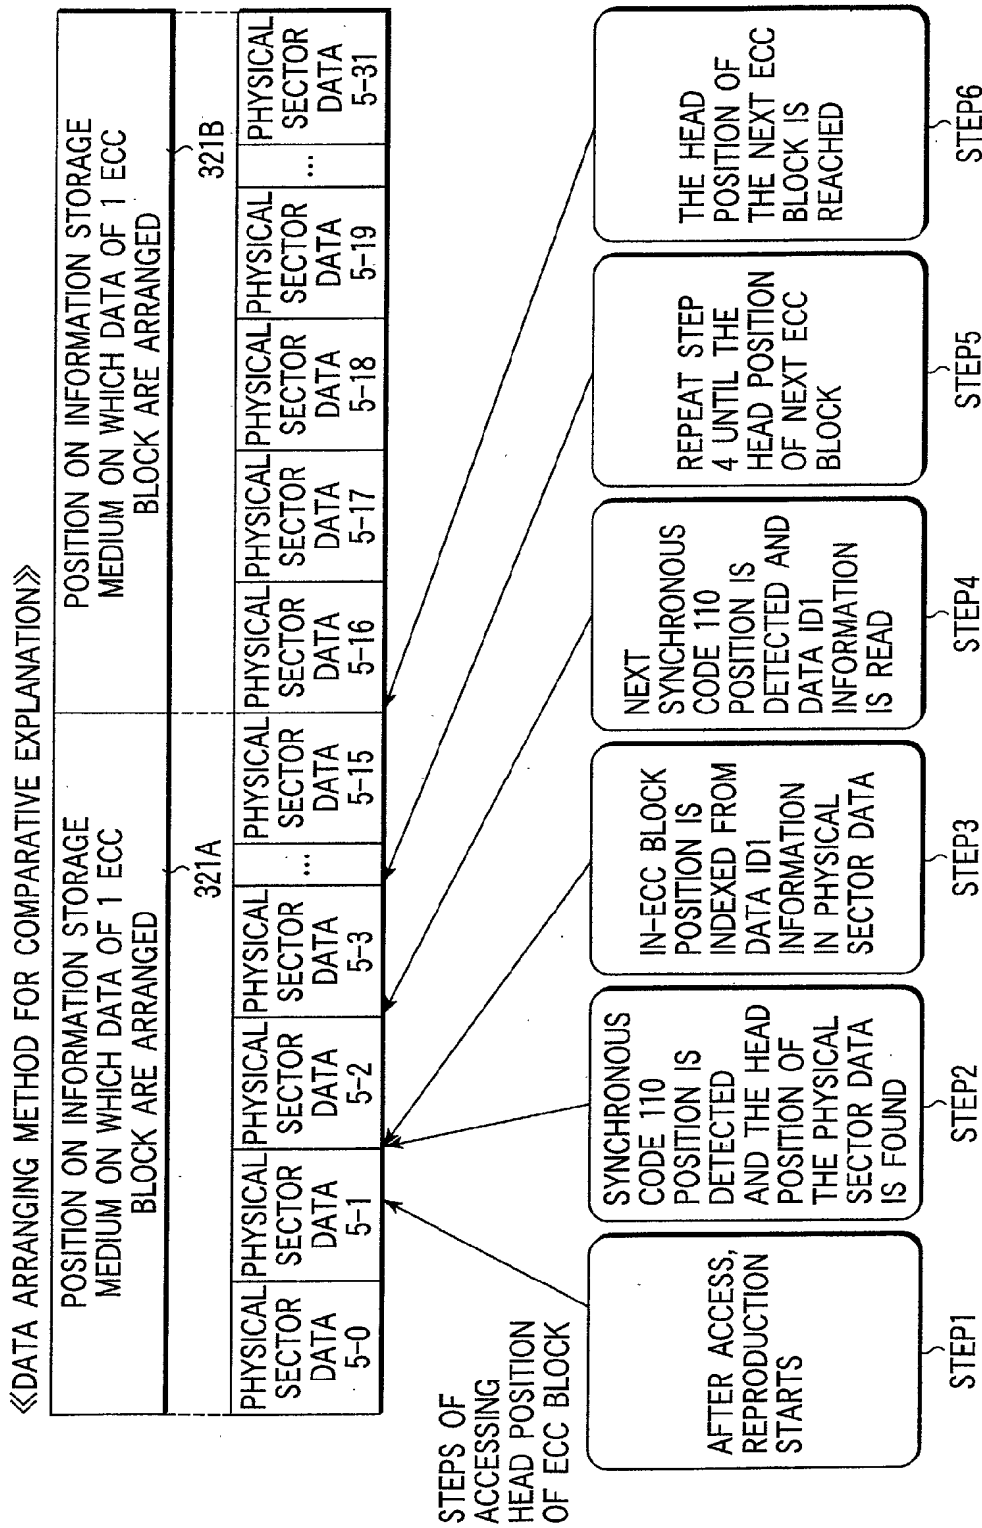 《DATA ARRANGING METHOD FOR COMPARATIVE EXPLANATION》
POSITION ON INFORMATION STORAGE
MEDIUM ON WHICH DATA OF 1 ECC
BLOCK ARE ARRANGED
POSITION ON INFORMATION STORAGE
MEDIUM ON WHICH DATA OF 1 ECC
BLOCK ARE ARRANGED
321A
321B
PHYSICAL
SECTOR
DATA
5-0
PHYSICAL
SECTOR
DATA
5-1
PHYSICAL
SECTOR
DATA
5-2
PHYSICAL
SECTOR
DATA
5-3
...
PHYSICAL
SECTOR
DATA
5-15
PHYSICAL
SECTOR
DATA
5-16
PHYSICAL
SECTOR
DATA
5-17
PHYSICAL
SECTOR
DATA
5-18
PHYSICAL
SECTOR
DATA
5-19
...
PHYSICAL
SECTOR
DATA
5-31
STEPS OF
ACCESSING
HEAD POSITION
OF ECC BLOCK
AFTER ACCESS,
REPRODUCTION
STARTS
STEP1
SYNCHRONOUS
CODE 110
POSITION IS
DETECTED
AND THE HEAD
POSITION OF
THE PHYSICAL
SECTOR DATA
IS FOUND
STEP2
IN-ECC BLOCK
POSITION IS
INDEXED FROM
DATA ID1
INFORMATION
IN PHYSICAL
SECTOR DATA
STEP3
NEXT
SYNCHRONOUS
CODE 110
POSITION IS
DETECTED AND
DATA ID1
INFORMATION
IS READ
STEP4
REPEAT STEP
4 UNTIL THE
HEAD POSITION
OF NEXT ECC
BLOCK
STEP5
THE HEAD
POSITION OF
THE NEXT ECC
BLOCK IS
REACHED
STEP6